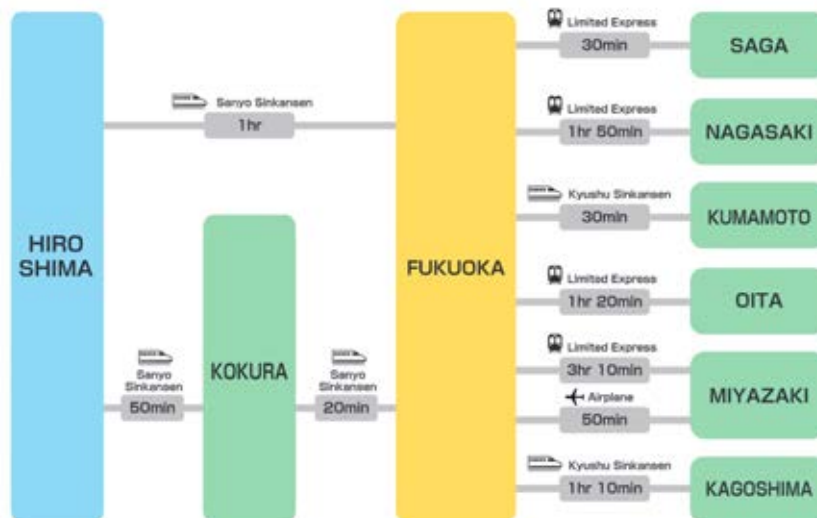 HIRO
SHIMA
Sanyo Sinkansen
1hr
Sanyo
Sinkansen
50min
KOKURA
Sanyo
Sinkansen
20min
FUKUOKA
Limited Express
30min
SAGA
Limited Express
1hr 50min
NAGASAKI
Kyushu Sinkansen
30min
KUMAMOTO
Limited Express
1hr 20min
OITA
Limited Express
3hr 10min
Airplane
50min
MIYAZAKI
Kyushu Sinkansen
1hr 10min
KAGOSHIMA